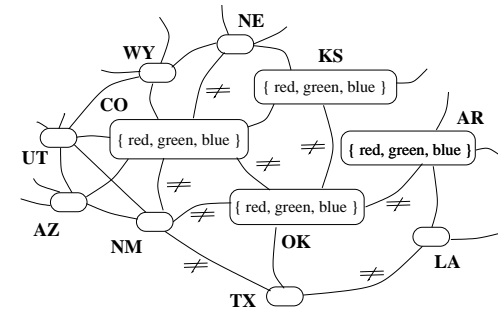 NE
WY
KS
{ red, green, blue }
≠
CO
AR
{ red, green, blue }
≠
{ red, green, blue }
UT
≠
≠
{ red, green, blue }
≠
≠
AZ
NM
OK
LA
≠
≠
TX